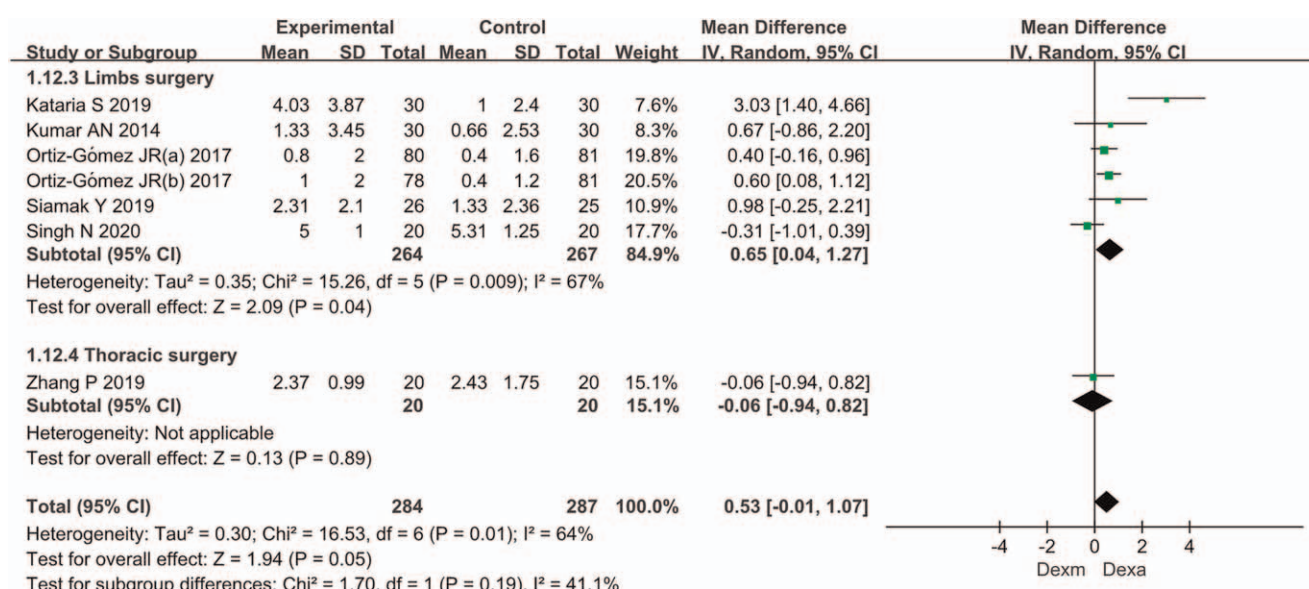 Experimental Control Mean Difference Mean Difference
Study or Subgroup Mean SD Total Mean SD Total Weight IV, Random, 95% CI IV, Random, 95% CI
1.12.3 Limbs surgery
Kataria S 2019 4.03 3.87 30 1 2.4 30 7.6% 3.03 [1.40, 4.66]
Kumar AN 2014 1.33 3.45 30 0.66 2.53 30 8.3% 0.67 [-0.86, 2.20]
Ortiz-Gómez JR(a) 2017 0.8 2 80 0.4 1.6 81 19.8% 0.40 [-0.16, 0.96]
Ortiz-Gómez JR(b) 2017 1 2 78 0.4 1.2 81 20.5% 0.60 [0.08, 1.12]
Siamak Y 2019 2.31 2.1 26 1.33 2.36 25 10.9% 0.98 [-0.25, 2.21]
Singh N 2020 5 1 20 5.31 1.25 20 17.7% -0.31 [-1.01, 0.39]
Subtotal (95% CI) 264 267 84.9% 0.65 [0.04, 1.27]
Heterogeneity: Tau² = 0.35; Chi² = 15.26, df = 5 (P = 0.009); I² = 67%
Test for overall effect: Z = 2.09 (P = 0.04)
1.12.4 Thoracic surgery
Zhang P 2019 2.37 0.99 20 2.43 1.75 20 15.1% -0.06 [-0.94, 0.82]
Subtotal (95% CI) 20 20 15.1% -0.06 [-0.94, 0.82]
Heterogeneity: Not applicable
Test for overall effect: Z = 0.13 (P = 0.89)
Total (95% CI) 284 287 100.0% 0.53 [-0.01, 1.07]
Heterogeneity: Tau² = 0.30; Chi² = 16.53, df = 6 (P = 0.01); I² = 64%
Test for overall effect: Z = 1.94 (P = 0.05)
Test for subgroup differences: Chi² = 1.70, df = 1 (P = 0.19), I² = 41.1%
-4 -2 0 2 4
Dexm Dexa